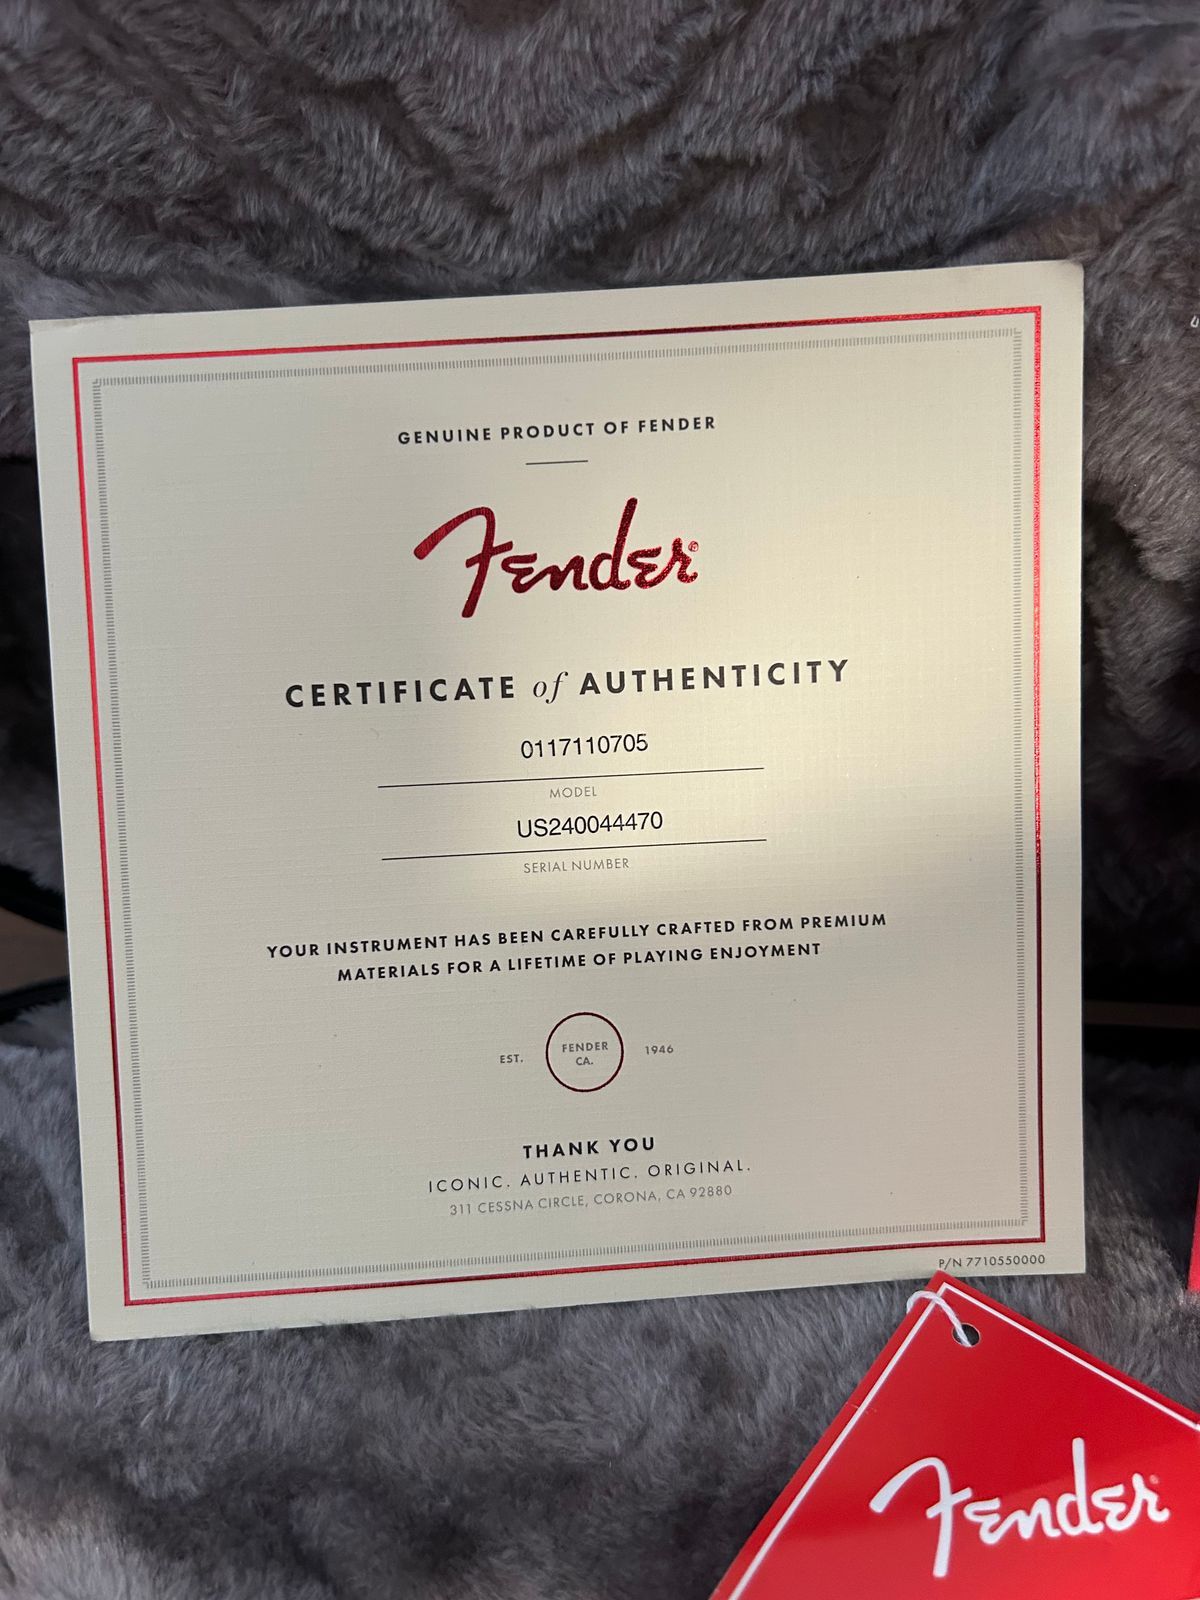 GENUINE PRODUCT OF FENDER
Fender®
CERTIFICATE of AUTHENTICITY
0117110705
MODEL
US240044470
SERIAL NUMBER
YOUR INSTRUMENT HAS BEEN CAREFULLY CRAFTED FROM PREMIUM
MATERIALS FOR A LIFETIME OF PLAYING ENJOYMENT
EST. FENDER CA. 1946
THANK YOU
ICONIC. AUTHENTIC. ORIGINAL.
311 CESSNA CIRCLE, CORONA, CA 92880
P/N 7710550000
Fender®